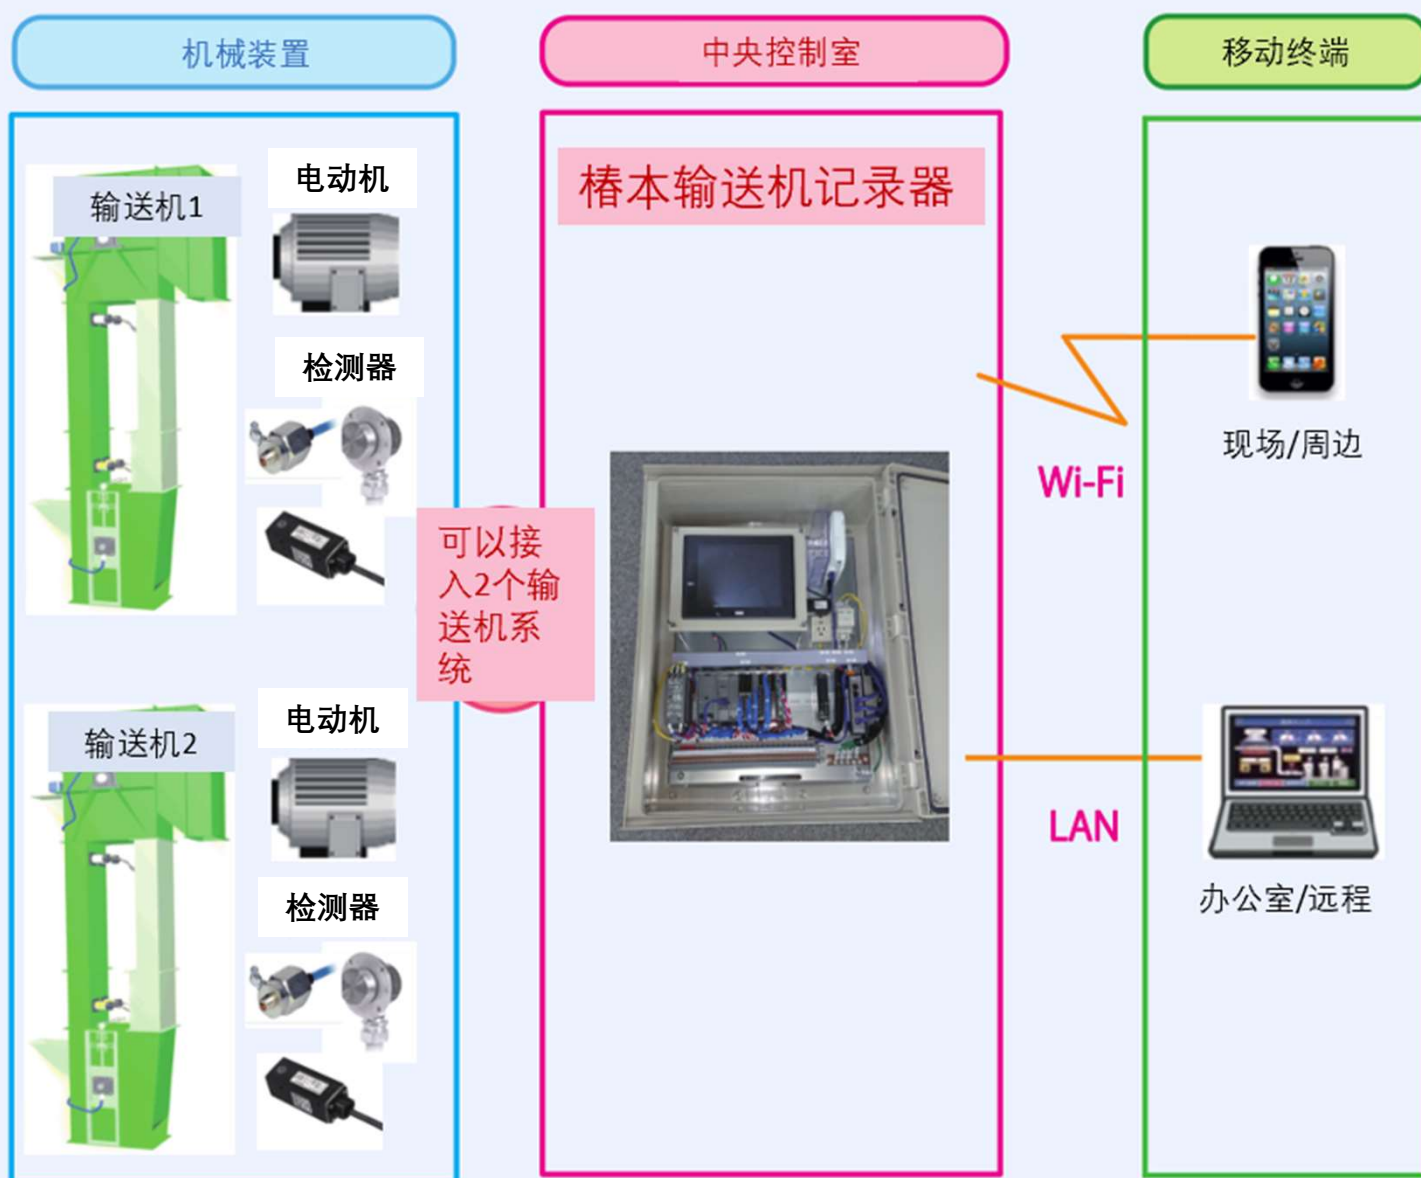 机械装置
中央控制室
移动终端
输送机1
电动机
检测器
椿本输送机记录器
可以接
入2个输
送机系
统
Wi-Fi
现场/周边
输送机2
电动机
检测器
LAN
办公室/远程